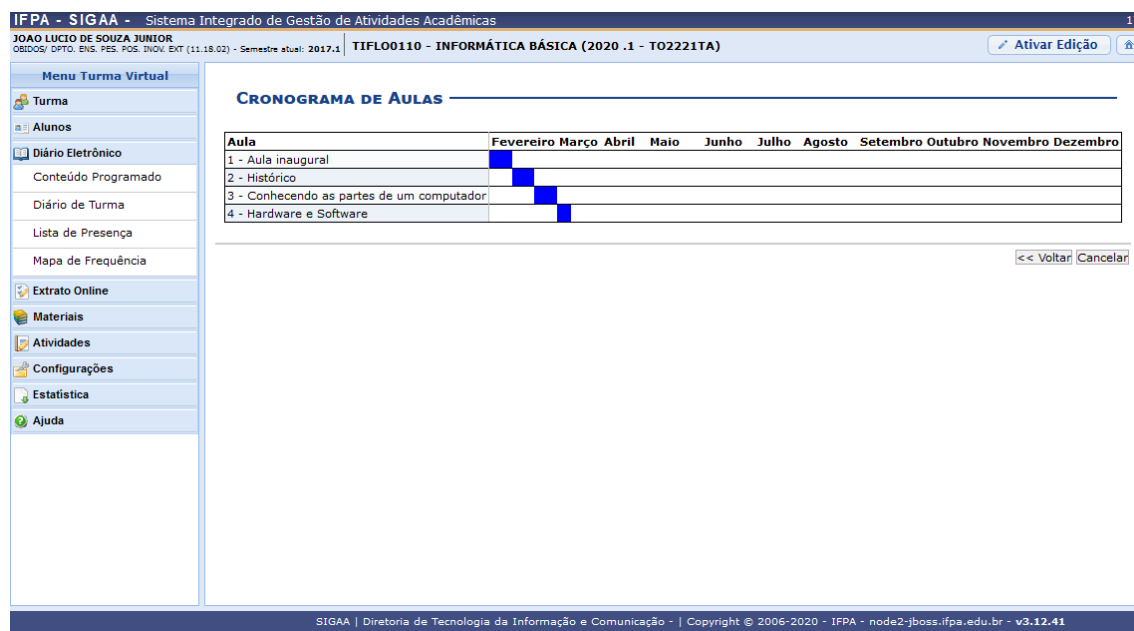 IFPA - SIGAA - Sistema Integrado de Gestão de Atividades Acadêmicas
JOAO LUCIO DE SOUZA JUNIOR
OBIDOS/ DPTO. ENS. PES. POS. INOV. EXT (11.18.02) - Semestre atual: 2017.1
TIFLO0110 - INFORMÁTICA BÁSICA (2020 .1 - TO2221TA)
Ativar Edição
Menu Turma Virtual
Turma
Alunos
Diário Eletrônico
Conteúdo Programado
Diário de Turma
Lista de Presença
Mapa de Frequência
Extrato Online
Materiais
Atividades
Configurações
Estatística
Ajuda
CRONOGRAMA DE AULAS
Aula Fevereiro Março Abril Maio Junho Julho Agosto Setembro Outubro Novembro Dezembro
1 - Aula inaugural
2 - Histórico
3 - Conhecendo as partes de um computador
4 - Hardware e Software
<< Voltar Cancelar
SIGAA | Diretoria de Tecnologia da Informação e Comunicação - | Copyright © 2006-2020 - IFPA - node2-jboss.ifpa.edu.br - v3.12.41